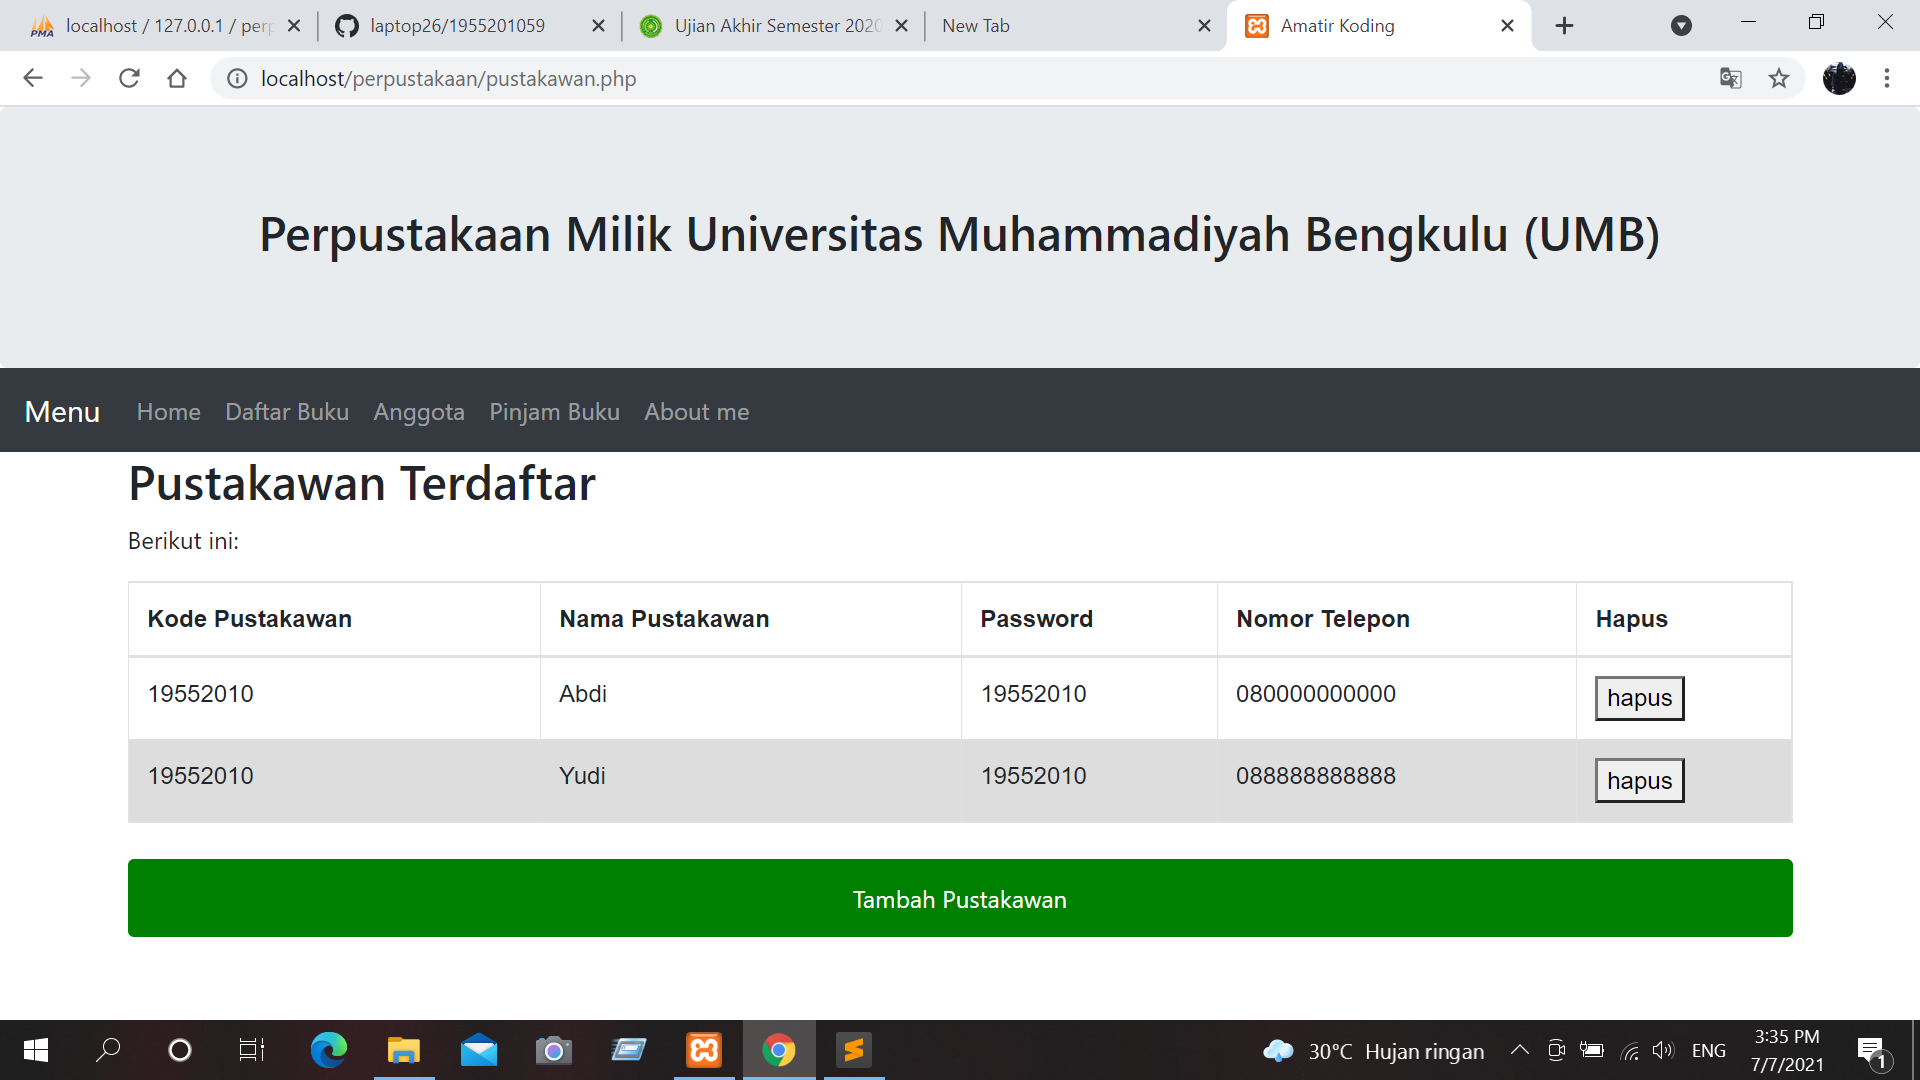 localhost / 127.0.0.1 / perp
laptop26/1955201059
Ujian Akhir Semester 2020
New Tab
Amatir Koding
localhost/perpustakaan/pustakawan.php
Perpustakaan Milik Universitas Muhammadiyah Bengkulu (UMB)
Menu Home Daftar Buku Anggota Pinjam Buku About me
Pustakawan Terdaftar
Berikut ini:
Kode Pustakawan Nama Pustakawan Password Nomor Telepon Hapus
19552010 Abdi 19552010 080000000000 hapus
19552010 Yudi 19552010 088888888888 hapus
Tambah Pustakawan
30°C Hujan ringan
ENG
3:35 PM
7/7/2021
1